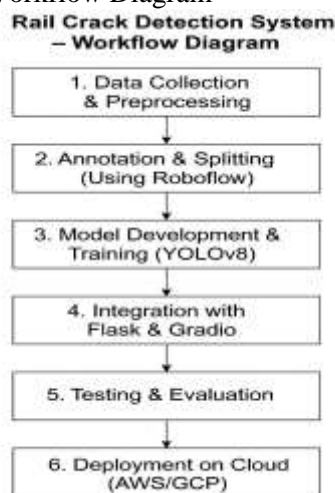 Workflow Diagram
Rail Crack Detection System
– Workflow Diagram
1. Data Collection
& Preprocessing
2. Annotation & Splitting
(Using Roboflow)
3. Model Development &
Training (YOLOv8)
4. Integration with
Flask & Gradio
5. Testing & Evaluation
6. Deployment on Cloud
(AWS/GCP)